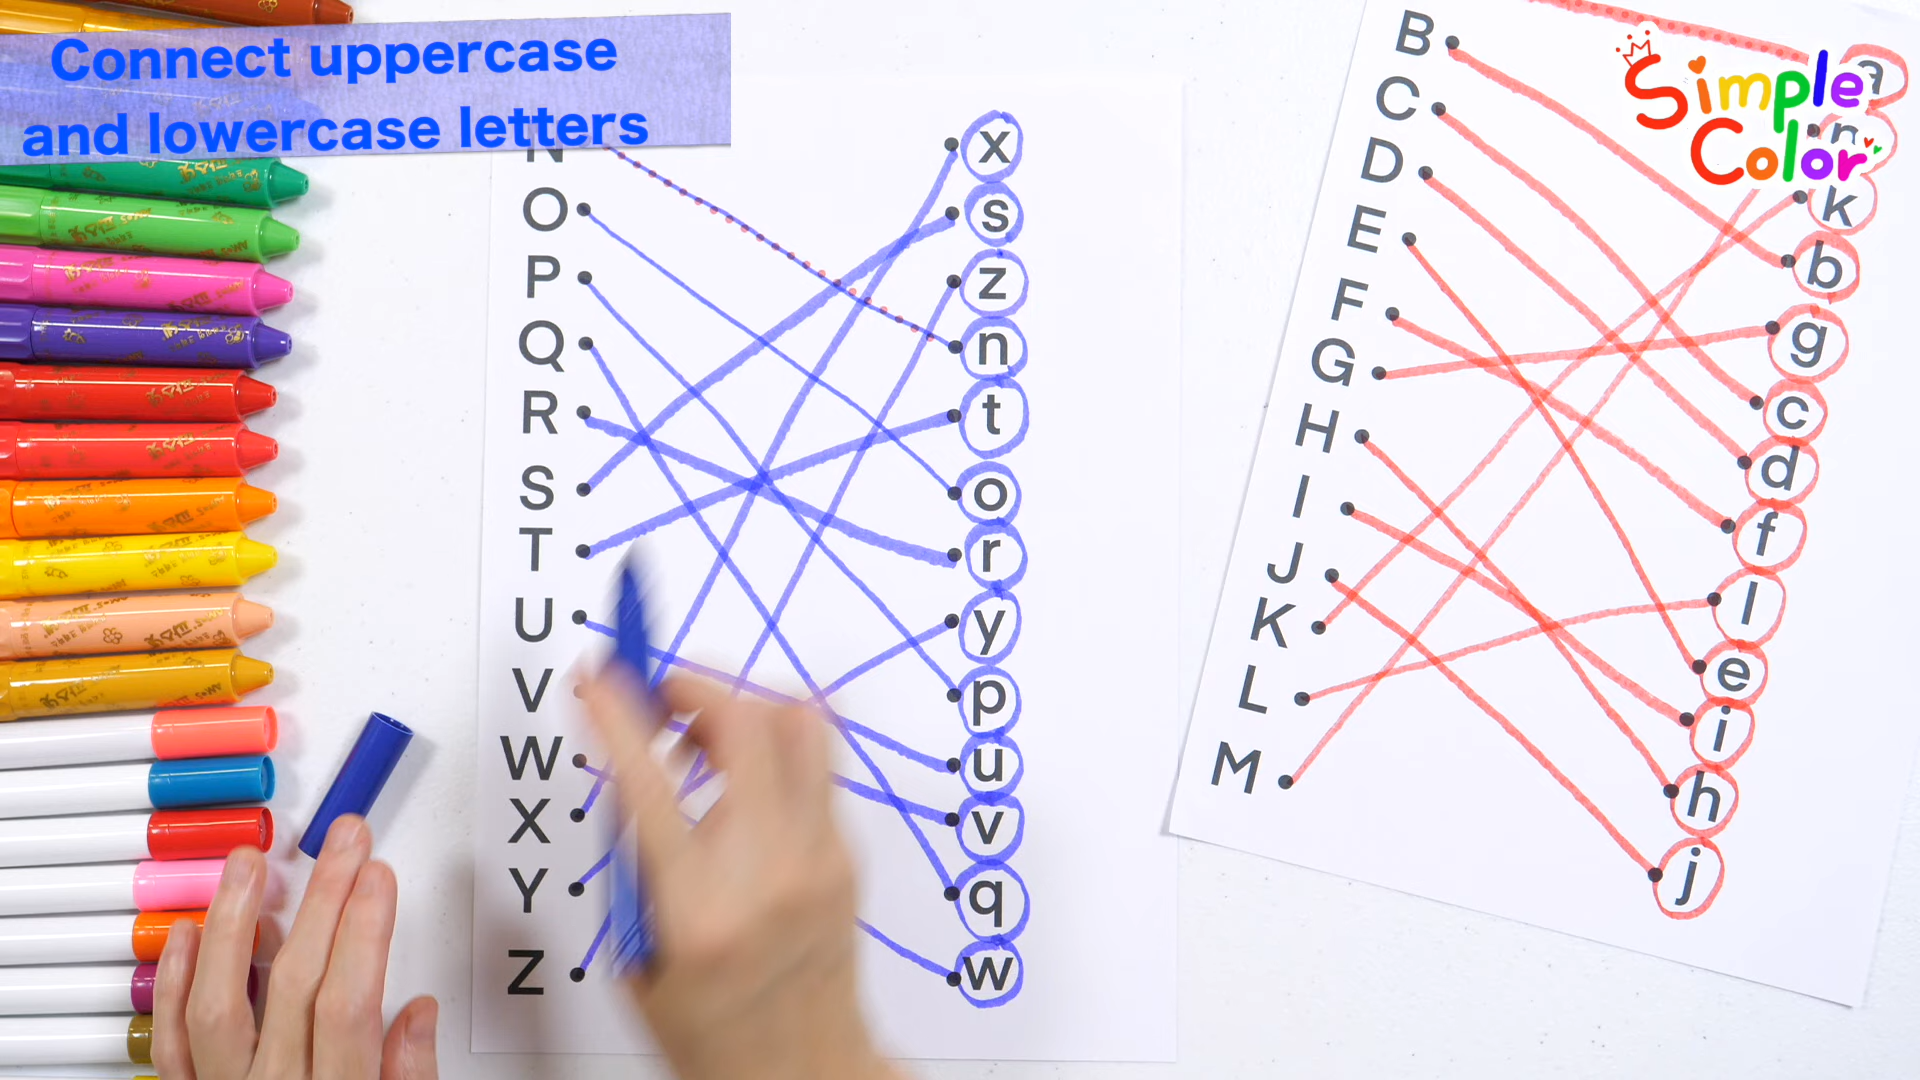 Connect uppercase
and lowercase letters
Simple
Color
N
O
P
Q
R
S
T
U
V
W
X
Y
Z
x
s
z
n
t
o
r
y
p
u
v
q
w
B
C
D
E
F
G
H
I
J
K
L
M
a
k
b
g
c
d
f
l
e
i
h
j